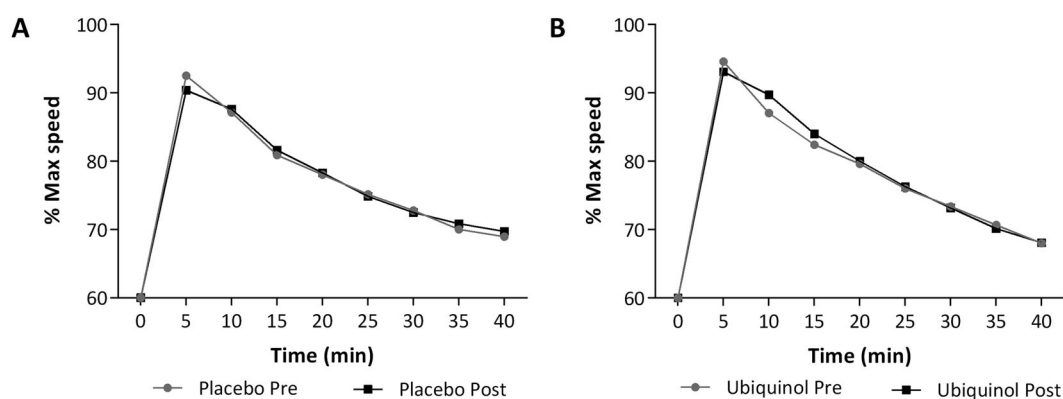 A
% Max speed
100
90
80
70
60
0 5 10 15 20 25 30 35 40
Time (min)
Placebo Pre Placebo Post
B
% Max speed
100
90
80
70
60
0 5 10 15 20 25 30 35 40
Time (min)
Ubiquinol Pre Ubiquinol Post